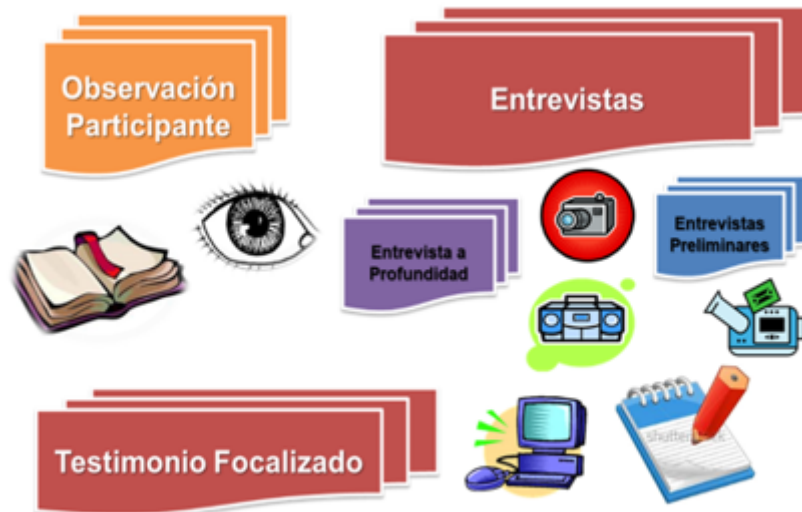 Observación
Participante
Entrevistas
Entrevista a
Profundidad
Entrevistas
Preliminares
Testimonio Focalizado